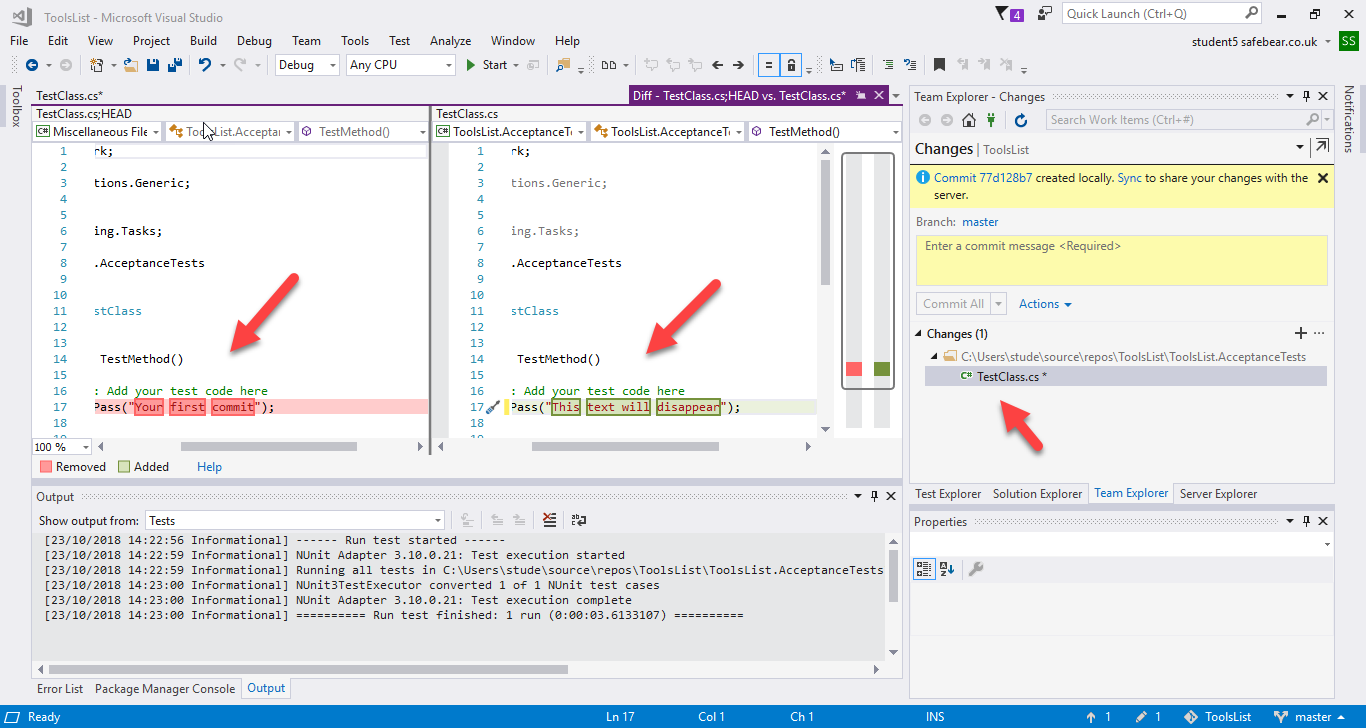 ToolsList - Microsoft Visual Studio
4
Quick Launch (Ctrl+Q)
File Edit View Project Build Debug Team Tools Test Analyze Window Help
student5 safebear.co.uk SS
Debug Any CPU Start
Toolbox
TestClass.cs*
Diff - TestClass.cs;HEAD vs. TestClass.cs*
TestClass.cs;HEAD
Miscellaneous File TestMethod()
1 rk;
2
3 tions.Generic;
4
5
6 ing.Tasks;
7
8 .AcceptanceTests
9
10
11 stClass
12
13
14 TestMethod()
15
16 : Add your test code here
17 Pass("Your first commit");
18
100 %
TestClass.cs
ToolsList.AcceptanceTe ToolsList.AcceptanceTe TestMethod()
1 rk;
2
3 tions.Generic;
4
5
6 ing.Tasks;
7
8 .AcceptanceTests
9
10
11 stClass
12
13
14 TestMethod()
15
16 : Add your test code here
17 Pass("This text will disappear");
18
Removed Added Help
Output
Show output from: Tests
[23/10/2018 14:22:56 Informational] ------ Run test started ------
[23/10/2018 14:22:59 Informational] NUnit Adapter 3.10.0.21: Test execution started
[23/10/2018 14:22:59 Informational] Running all tests in C:\Users\stude\source\repos\ToolsList\ToolsList.AcceptanceTests
[23/10/2018 14:23:00 Informational] NUnit3TestExecutor converted 1 of 1 NUnit test cases
[23/10/2018 14:23:00 Informational] NUnit Adapter 3.10.0.21: Test execution complete
[23/10/2018 14:23:00 Informational] ========== Run test finished: 1 run (0:00:03.6133107) ==========
Error List Package Manager Console Output
Team Explorer - Changes
Search Work Items (Ctrl+#)
Changes | ToolsList
Commit 77d128b7 created locally. Sync to share your changes with the
server.
Branch: master
Enter a commit message <Required>
Commit All Actions
Changes (1)
C:\Users\stude\source\repos\ToolsList\ToolsList.AcceptanceTests
C# TestClass.cs *
Test Explorer Solution Explorer Team Explorer Server Explorer
Properties
Notifications
Ready Ln 17 Col 1 Ch 1 INS 1 1 ToolsList master